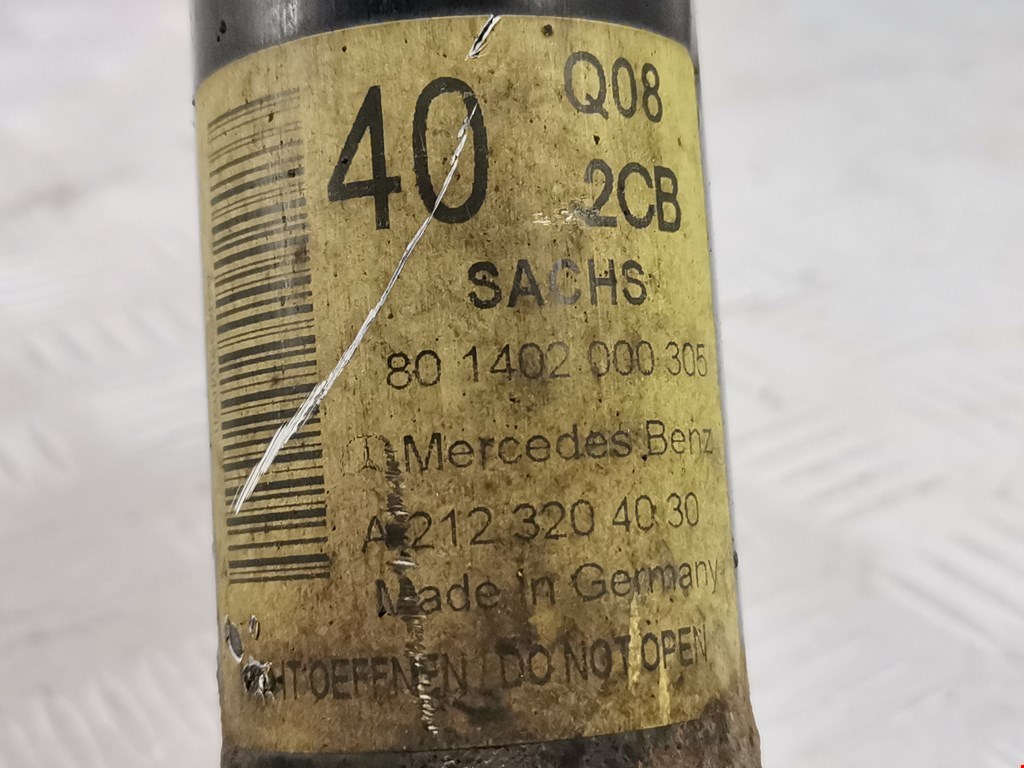 40
Q08
2CB
SACHS
80 1402 000 305
Mercedes Benz
A 212 320 40 30
Made in Germany
OEFFNEN / DO NOT OPEN